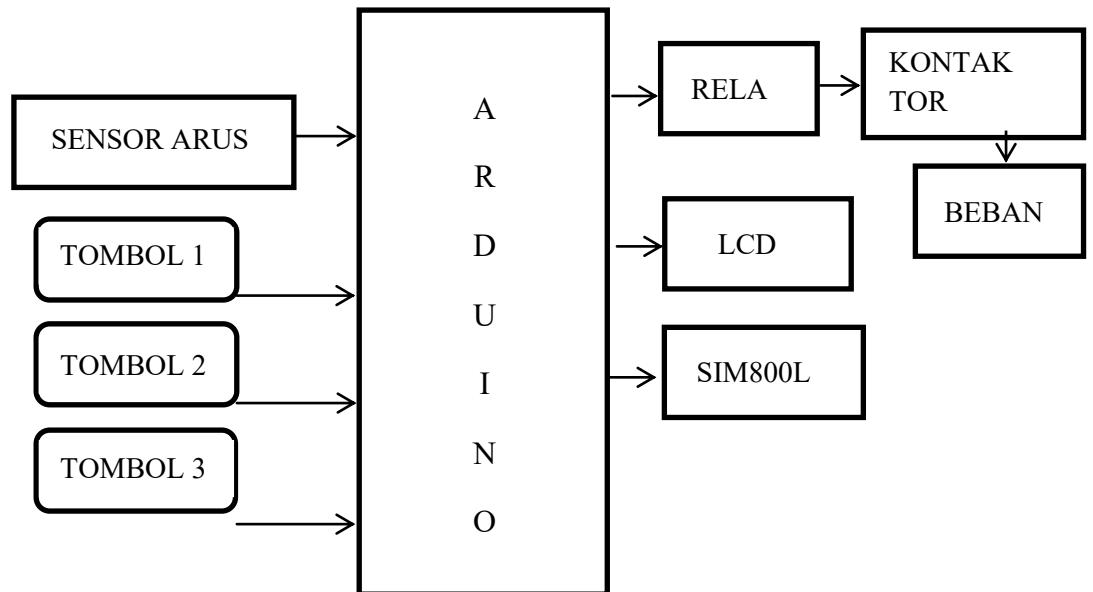 SENSOR ARUS
TOMBOL 1
TOMBOL 2
TOMBOL 3
A
R
D
U
I
N
O
RELA
KONTAK
TOR
BEBAN
LCD
SIM800L